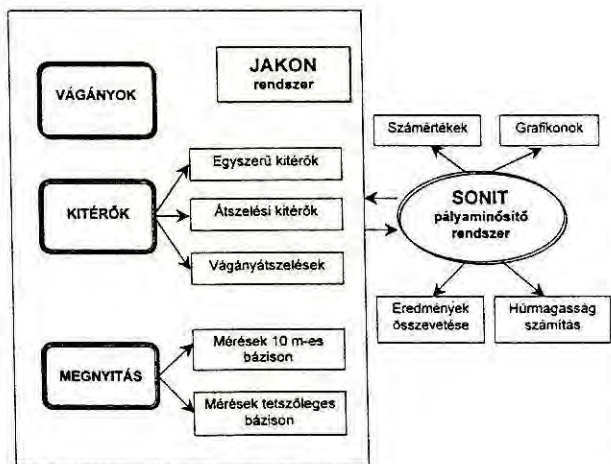 JAKON
rendszer
VÁGÁNYOK
KITÉRŐK
Egyszerű kitérők
Átszelési kitérők
Vágányátszelések
MEGNYITÁS
Mérések 10 m-es
bázison
Mérések tetszőleges
bázison
Számértékek
Grafikonok
SONIT
pályaminősítő
rendszer
Eredmények
összevetése
Húrmagasság
számítás